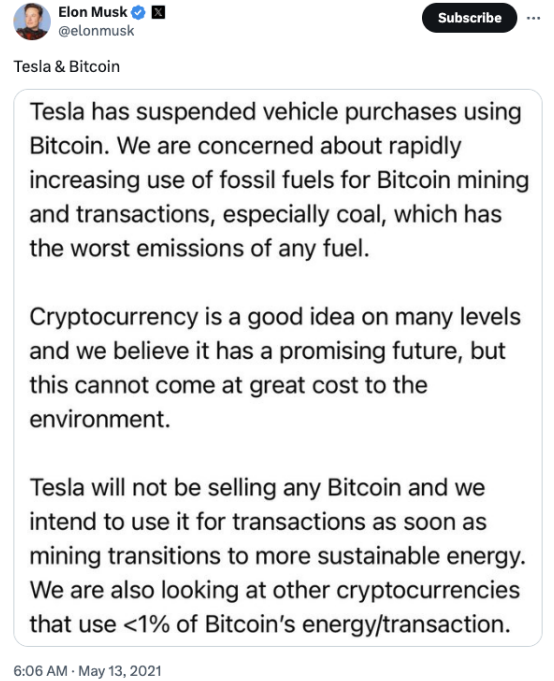 Elon Musk
@elonmusk
Subscribe
Tesla & Bitcoin
Tesla has suspended vehicle purchases using
Bitcoin. We are concerned about rapidly
increasing use of fossil fuels for Bitcoin mining
and transactions, especially coal, which has
the worst emissions of any fuel.
Cryptocurrency is a good idea on many levels
and we believe it has a promising future, but
this cannot come at great cost to the
environment.
Tesla will not be selling any Bitcoin and we
intend to use it for transactions as soon as
mining transitions to more sustainable energy.
We are also looking at other cryptocurrencies
that use <1% of Bitcoin's energy/transaction.
6:06 AM · May 13, 2021